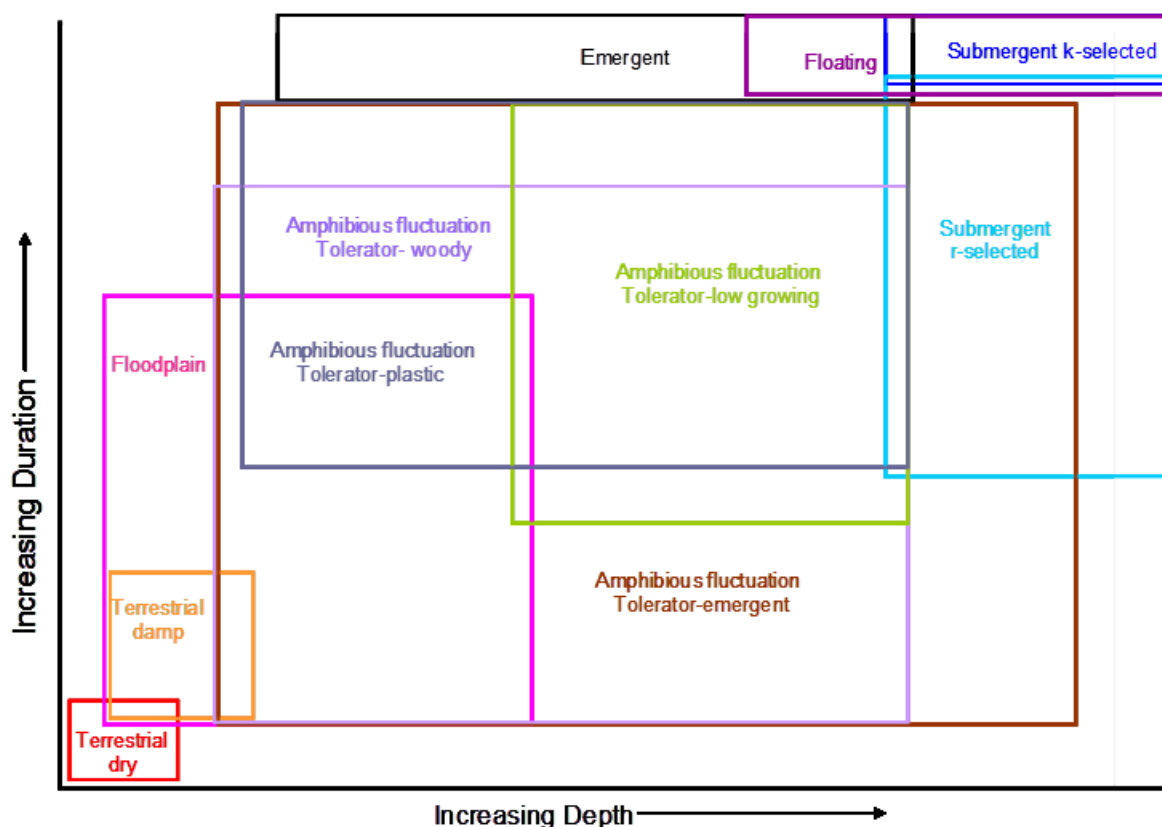 Emergent
Floating
Submergent k-selected
Amphibious fluctuation
Tolerator- woody
Submergent
r-selected
Amphibious fluctuation
Tolerator-low growing
Floodplain
Amphibious fluctuation
Tolerator-plastic
Amphibious fluctuation
Tolerator-emergent
Terrestrial
damp
Terrestrial
dry
Increasing Duration
Increasing Depth